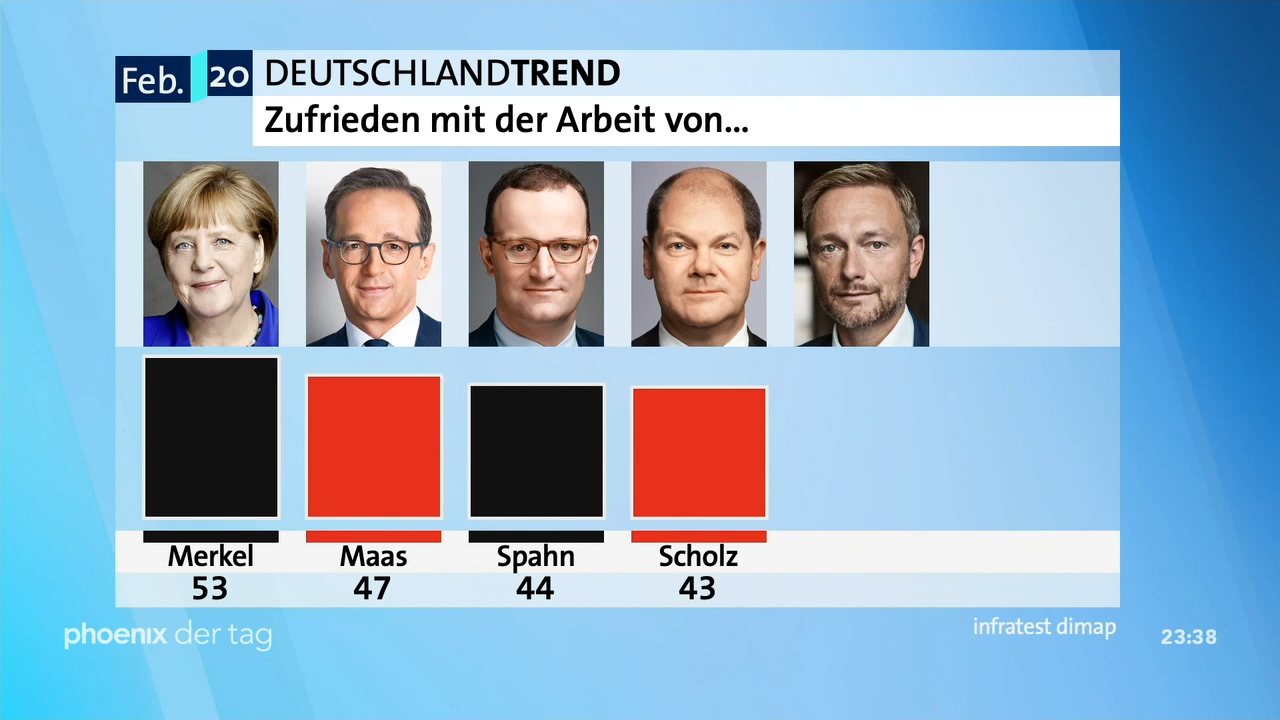 Feb. 20 DEUTSCHLANDTREND
Zufrieden mit der Arbeit von...
Merkel Maas Spahn Scholz
53 47 44 43
infratest dimap
phoenix der tag
23:38